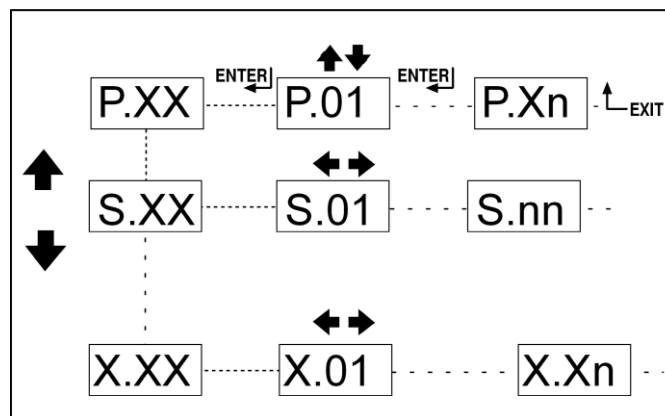 P.XX ENTER P.01 ENTER P.Xn EXIT
S.XX S.01 S.nn
X.XX X.01 X.Xn